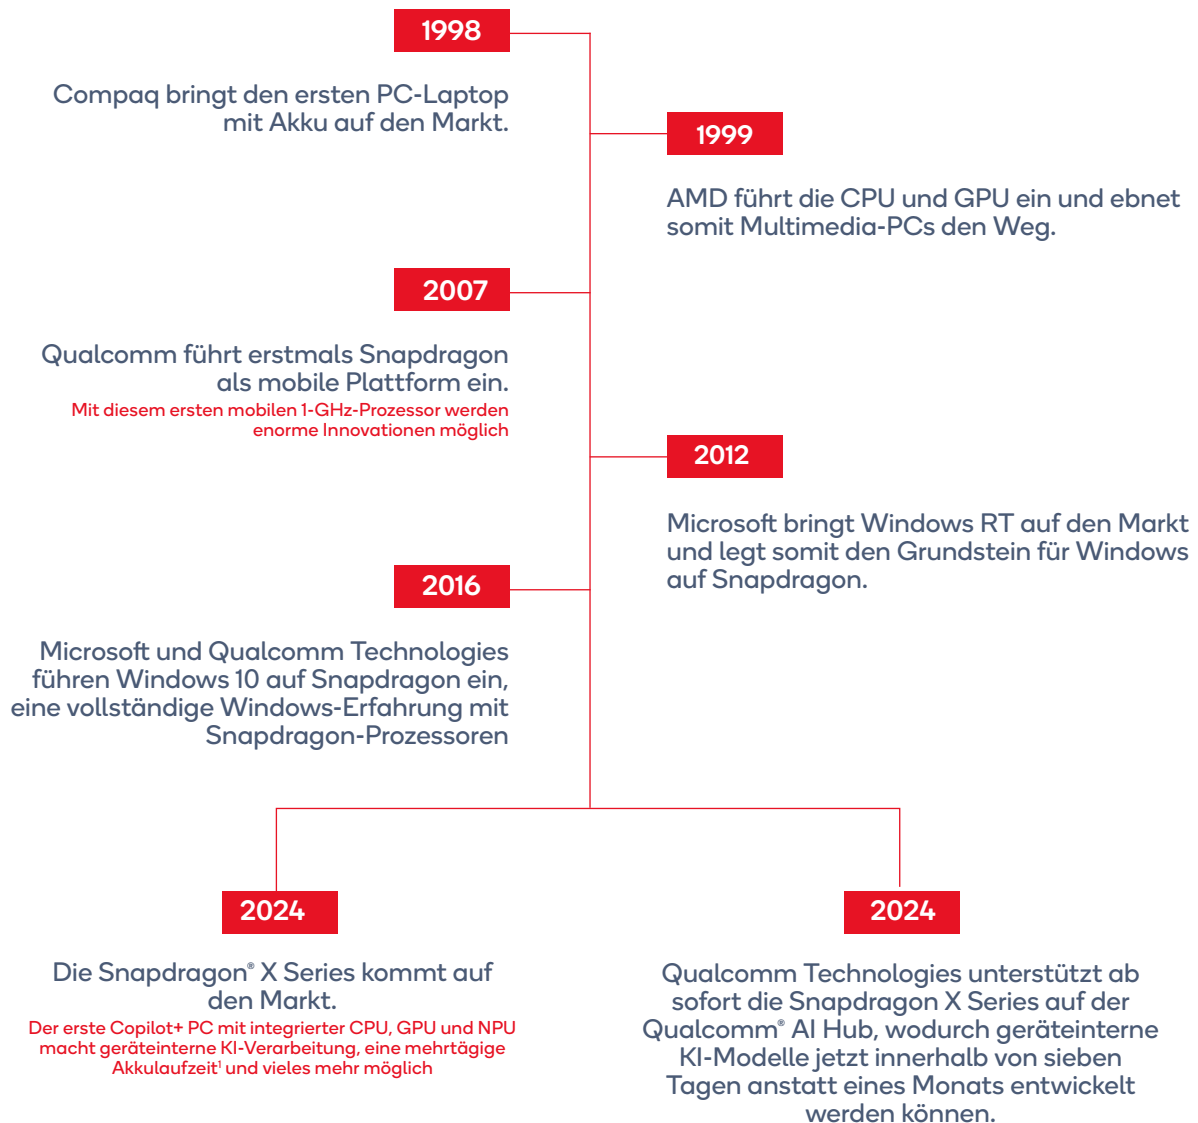 1998
Compaq bringt den ersten PC-Laptop
mit Akku auf den Markt.
1999
AMD führt die CPU und GPU ein und ebnet
somit Multimedia-PCs den Weg.
2007
Qualcomm führt erstmals Snapdragon
als mobile Plattform ein.
Mit diesem ersten mobilen 1-GHz-Prozessor werden
enorme Innovationen möglich
2012
Microsoft bringt Windows RT auf den Markt
und legt somit den Grundstein für Windows
auf Snapdragon.
2016
Microsoft und Qualcomm Technologies
führen Windows 10 auf Snapdragon ein,
eine vollständige Windows-Erfahrung mit
Snapdragon-Prozessoren
2024
Die Snapdragon® X Series kommt auf
den Markt.
Der erste Copilot+ PC mit integrierter CPU, GPU und NPU
macht geräteinterne KI-Verarbeitung, eine mehrtägige
Akkulaufzeit¹ und vieles mehr möglich
2024
Qualcomm Technologies unterstützt ab
sofort die Snapdragon X Series auf der
Qualcomm® AI Hub, wodurch geräteinterne
KI-Modelle jetzt innerhalb von sieben
Tagen anstatt eines Monats entwickelt
werden können.